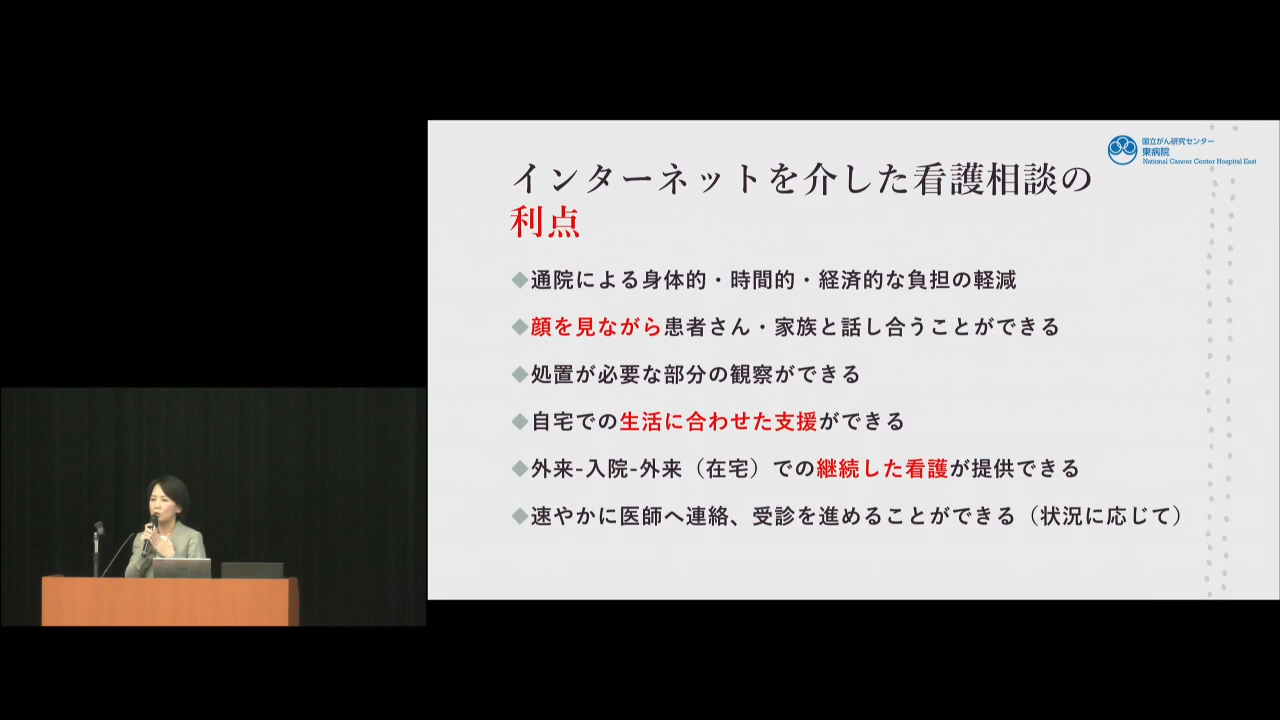 国立がん研究センター
東病院
National Cancer Center Hospital East
インターネットを介した看護相談の
利点
◆通院による身体的・時間的・経済的な負担の軽減
◆顔を見ながら患者さん・家族と話し合うことができる
◆処置が必要な部分の観察ができる
◆自宅での生活に合わせた支援ができる
◆外来-入院-外来（在宅）での継続した看護が提供できる
◆速やかに医師へ連絡、受診を進めることができる（状況に応じて）